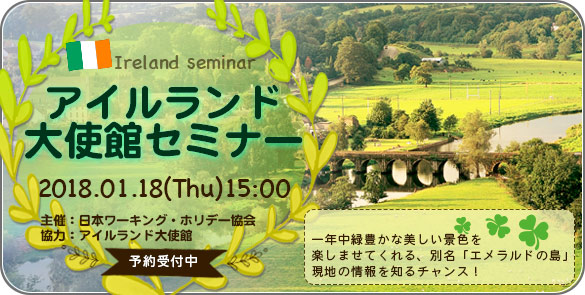 Ireland seminar
アイルランド
大使館セミナー
2018.01.18(Thu)15:00
主催：日本ワーキング・ホリデー協会
協力：アイルランド大使館
予約受付中
一年中緑豊かな美しい景色を
楽しませてくれる、別名「エメラルドの島」
現地の情報を知るチャンス！